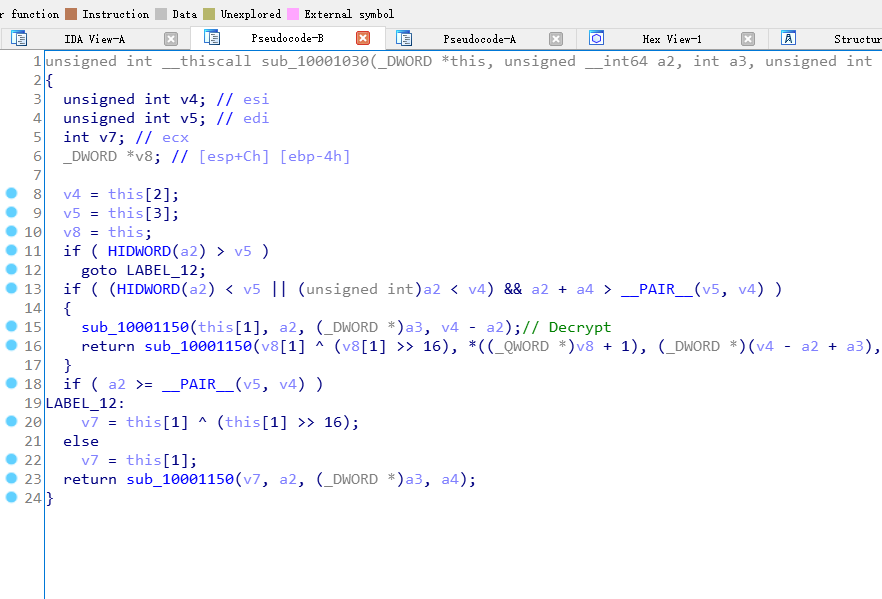 r function Instruction Data Unexplored External symbol
IDA View-A Pseudocode-B Pseudocode-A Hex View-1 Structur
1 unsigned int __thiscall sub_10001030(_DWORD *this, unsigned __int64 a2, int a3, unsigned int
2 {
3 unsigned int v4; // esi
4 unsigned int v5; // edi
5 int v7; // ecx
6 _DWORD *v8; // [esp+Ch] [ebp-4h]
7
8 v4 = this[2];
9 v5 = this[3];
10 v8 = this;
11 if ( HIDWORD(a2) > v5 )
12 goto LABEL_12;
13 if ( (HIDWORD(a2) < v5 || (unsigned int)a2 < v4) && a2 + a4 > __PAIR__(v5, v4) )
14 {
15 sub_10001150(this[1], a2, (_DWORD *)a3, v4 - a2);// Decrypt
16 return sub_10001150(v8[1] ^ (v8[1] >> 16), *((_QWORD *)v8 + 1), (_DWORD *)(v4 - a2 + a3),
17 }
18 if ( a2 >= __PAIR__(v5, v4) )
19 LABEL_12:
20 v7 = this[1] ^ (this[1] >> 16);
21 else
22 v7 = this[1];
23 return sub_10001150(v7, a2, (_DWORD *)a3, a4);
24 }